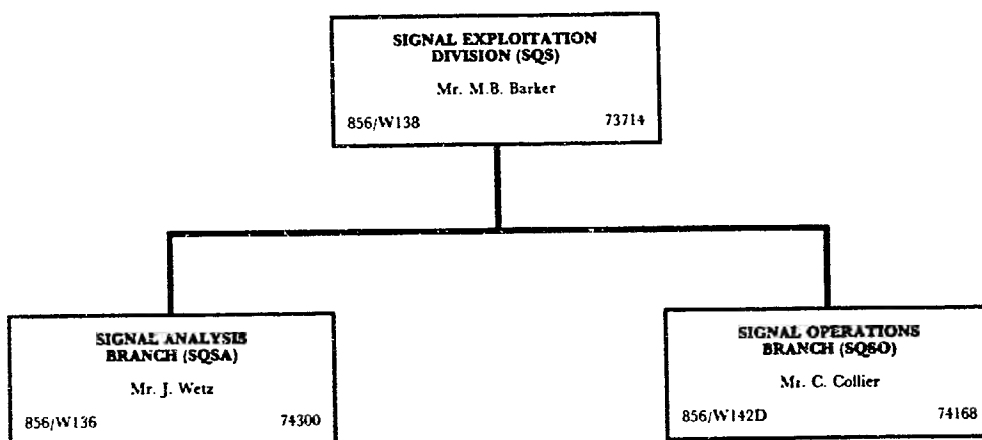 SIGNAL EXPLOITATION
DIVISION (SQS)
Mr. M.B. Barker
856/W138 73714
SIGNAL ANALYSIS
BRANCH (SQSA)
Mr. J. Wetz
856/W136 74300
SIGNAL OPERATIONS
BRANCH (SQSO)
Mr. C. Collier
856/W142D 74168